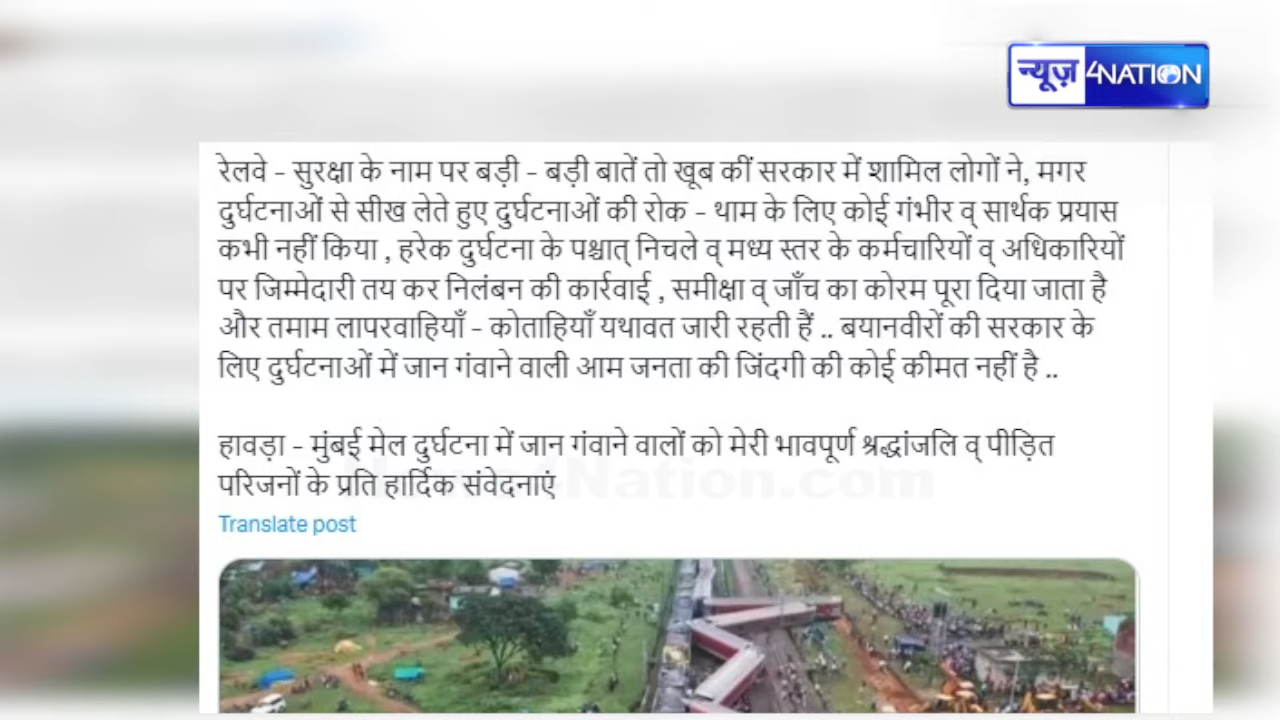 न्यूज़ 4NATION
रेलवे - सुरक्षा के नाम पर बड़ी - बड़ी बातें तो खूब कीं सरकार में शामिल लोगों ने, मगर
दुर्घटनाओं से सीख लेते हुए दुर्घटनाओं की रोक - थाम के लिए कोई गंभीर व् सार्थक प्रयास
कभी नहीं किया , हरेक दुर्घटना के पश्चात् निचले व् मध्य स्तर के कर्मचारियों व् अधिकारियों
पर जिम्मेदारी तय कर निलंबन की कार्रवाई , समीक्षा व् जाँच का कोरम पूरा दिया जाता है
और तमाम लापरवाहियाँ - कोताहियाँ यथावत जारी रहती हैं .. बयानवीरों की सरकार के
लिए दुर्घटनाओं में जान गंवाने वाली आम जनता की जिंदगी की कोई कीमत नहीं है ..
हावड़ा - मुंबई मेल दुर्घटना में जान गंवाने वालों को मेरी भावपूर्ण श्रद्धांजलि व् पीड़ित
परिजनों के प्रति हार्दिक संवेदनाएं
News4Nation.com
Translate post